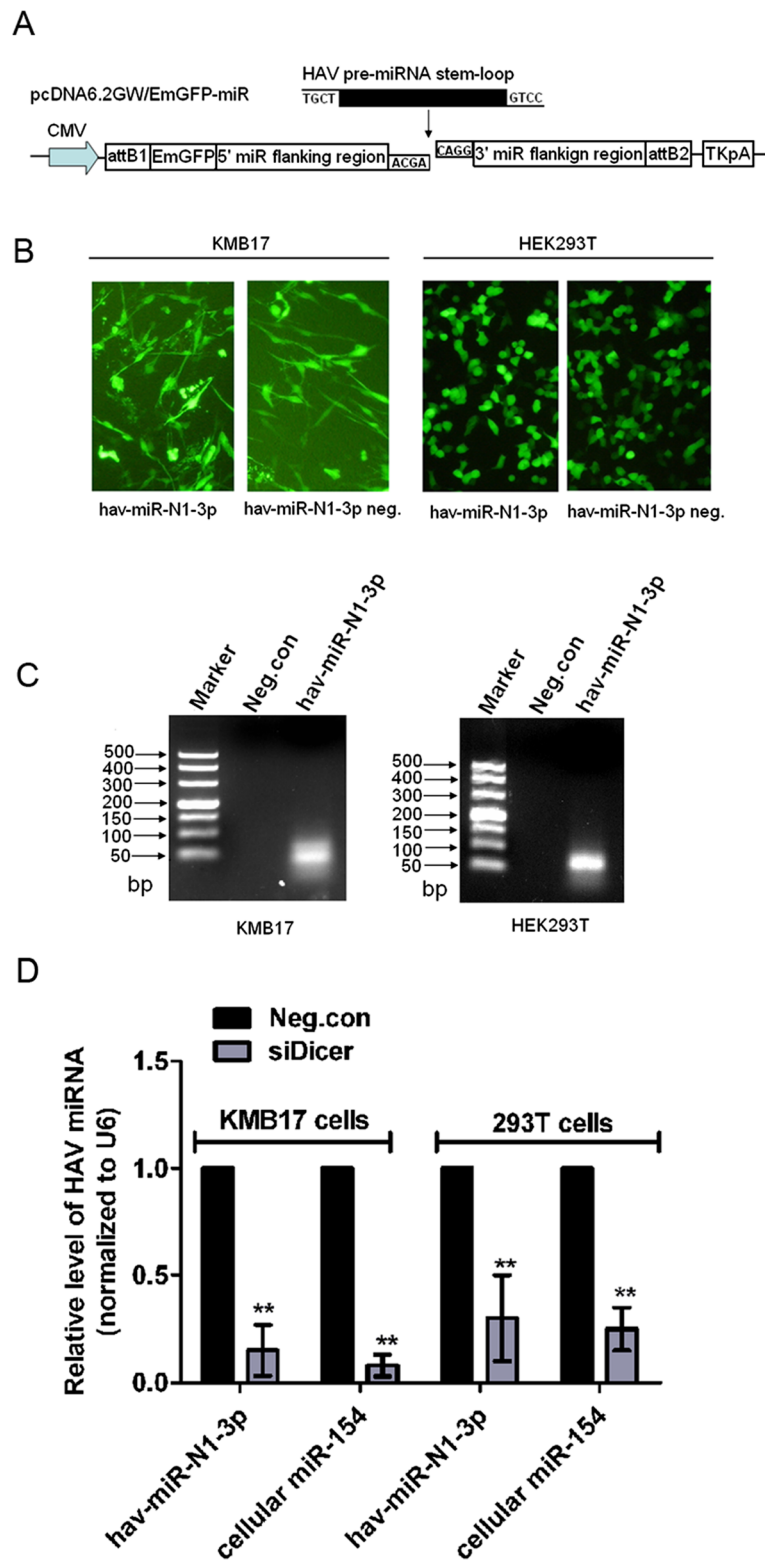 A
HAV pre-miRNA stem-loop
pcDNA6.2GW/EmGFP-miR
TGCT
GTCC
CMV
attB1 EmGFP 5' miR flanking region ACGA CAGG 3' miR flankign region attB2 TKpA
B
KMB17
HEK293T
hav-miR-N1-3p
hav-miR-N1-3p neg.
hav-miR-N1-3p
hav-miR-N1-3p neg.
C
Marker
Neg.con
hav-miR-N1-3p
500
400
300
200
150
100
50
bp
KMB17
Marker
Neg.con
hav-miR-N1-3p
500
400
300
200
150
100
50
bp
HEK293T
D
Neg.con
siDicer
Relative level of HAV miRNA
(normalized to U6)
1.5
1.0
0.5
0.0
KMB17 cells
293T cells
**
**
**
**
hav-miR-N1-3p
cellular miR-154
hav-miR-N1-3p
cellular miR-154